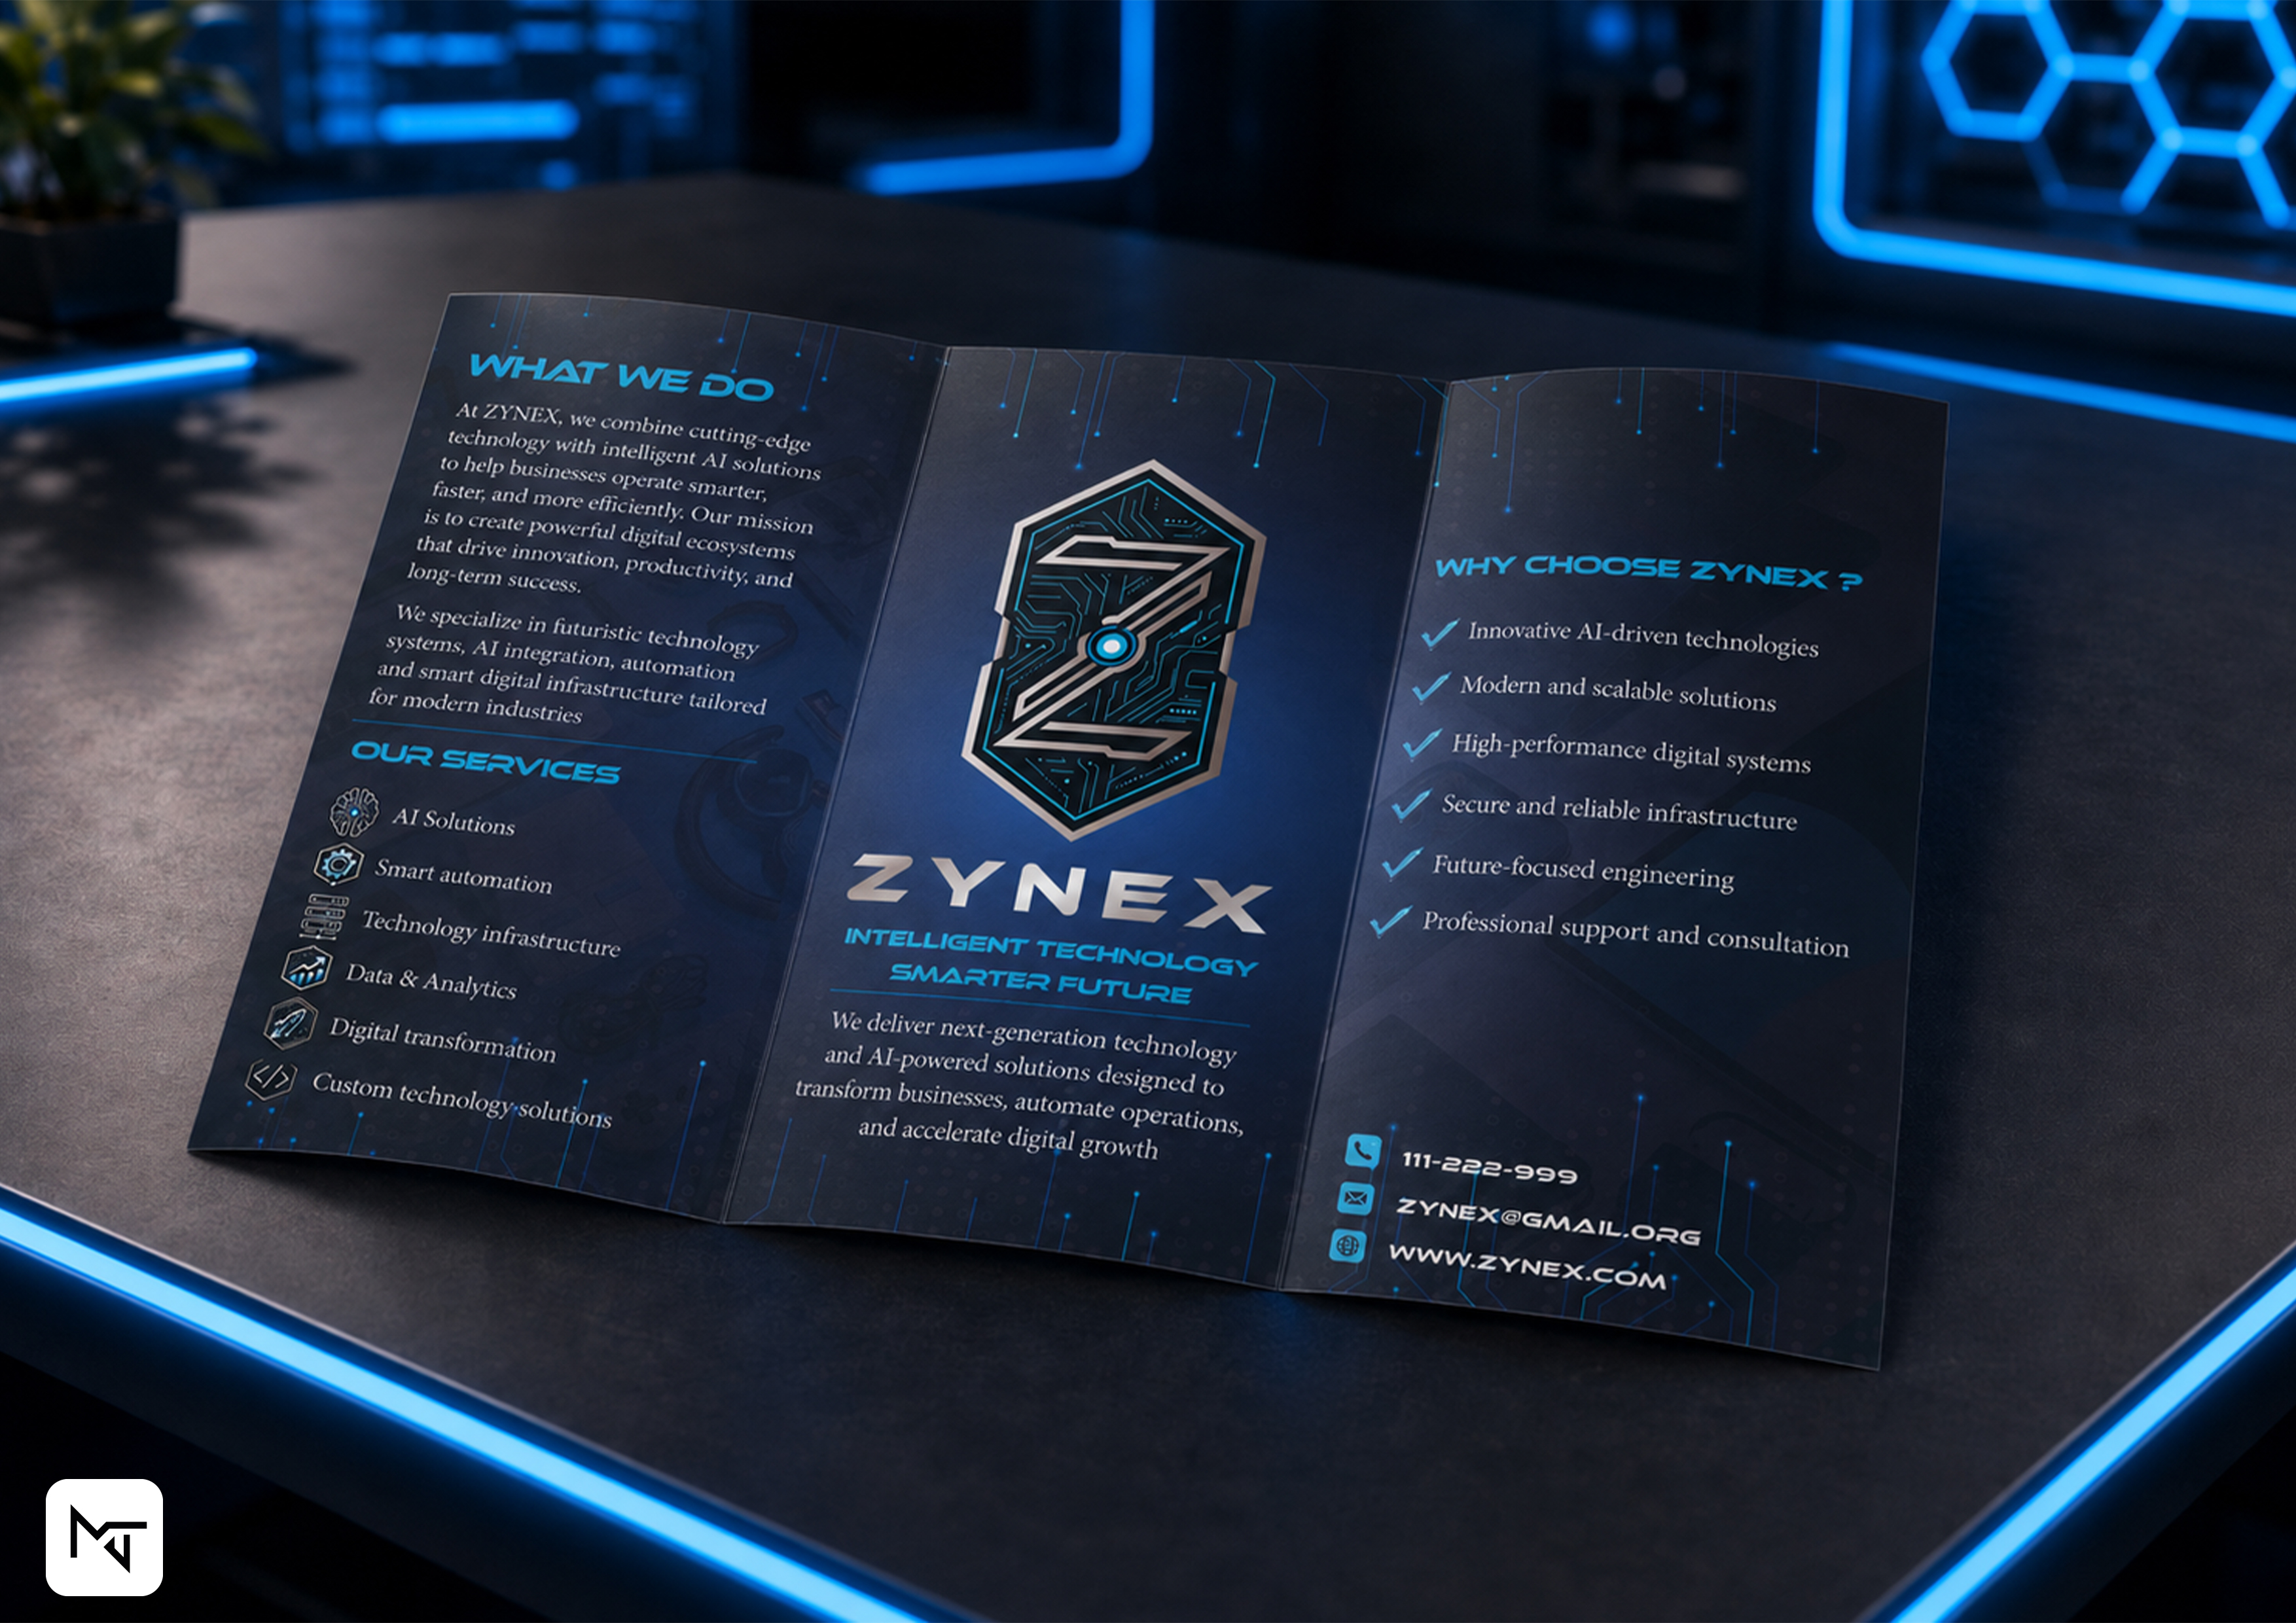 WHAT WE DO
At ZYNEX, we combine cutting-edge
technology with intelligent AI solutions
to help businesses operate smarter,
faster, and more efficiently. Our mission
is to create powerful digital ecosystems
that drive innovation, productivity, and
long-term success.
We specialize in futuristic technology
systems, AI integration, automation
and smart digital infrastructure tailored
for modern industries
OUR SERVICES
AI Solutions
Smart automation
Technology infrastructure
Data & Analytics
Digital transformation
</>
Custom technology solutions
ZYNEX
INTELLIGENT TECHNOLOGY
SMARTER FUTURE
We deliver next-generation technology
and AI-powered solutions designed to
transform businesses, automate operations,
and accelerate digital growth
WHY CHOOSE ZYNEX ?
Innovative AI-driven technologies
Modern and scalable solutions
High-performance digital systems
Secure and reliable infrastructure
Future-focused engineering
Professional support and consultation
111-222-999
ZYNEX@GMAIL.ORG
WWW.ZYNEX.COM